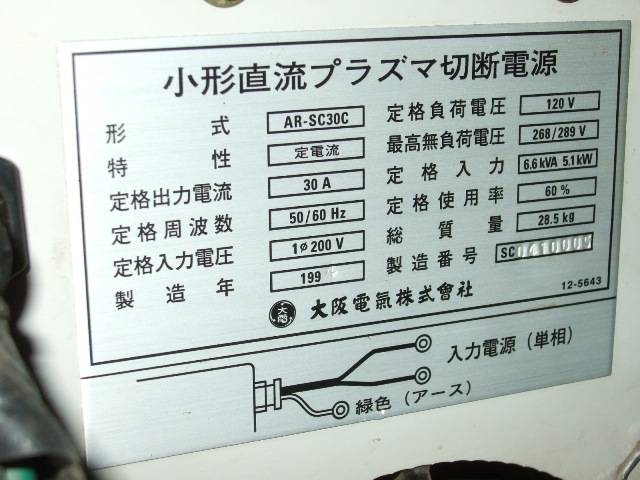 小形直流プラズマ切断電源
形 式 AR-SC30C
特 性 定電流
定格出力電流 30 A
定格周波数 50/60 Hz
定格入力電圧 1ø 200 V
製造年 199
定格負荷電圧 120 V
最高無負荷電圧 268/289 V
定格入力 6.6 kVA 5.1 kW
定格使用率 60 %
総質量 28.5 kg
製造番号 SC
大阪電氣株式會社
12-5643
入力電源（単相）
緑色（アース）